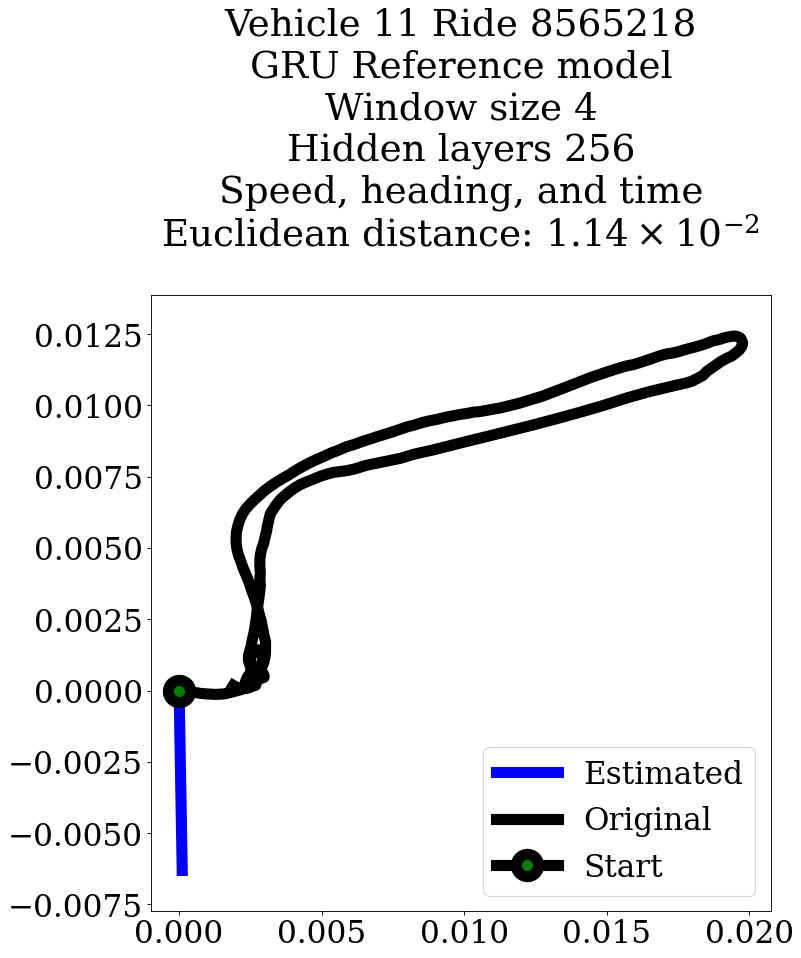 Vehicle 11 Ride 8565218
GRU Reference model
Window size 4
Hidden layers 256
Speed, heading, and time
Euclidean distance: 1.14 × 10⁻²
0.0125
0.0100
0.0075
0.0050
0.0025
0.0000
−0.0025
−0.0050
−0.0075
Estimated
Original
Start
0.000 0.005 0.010 0.015 0.020